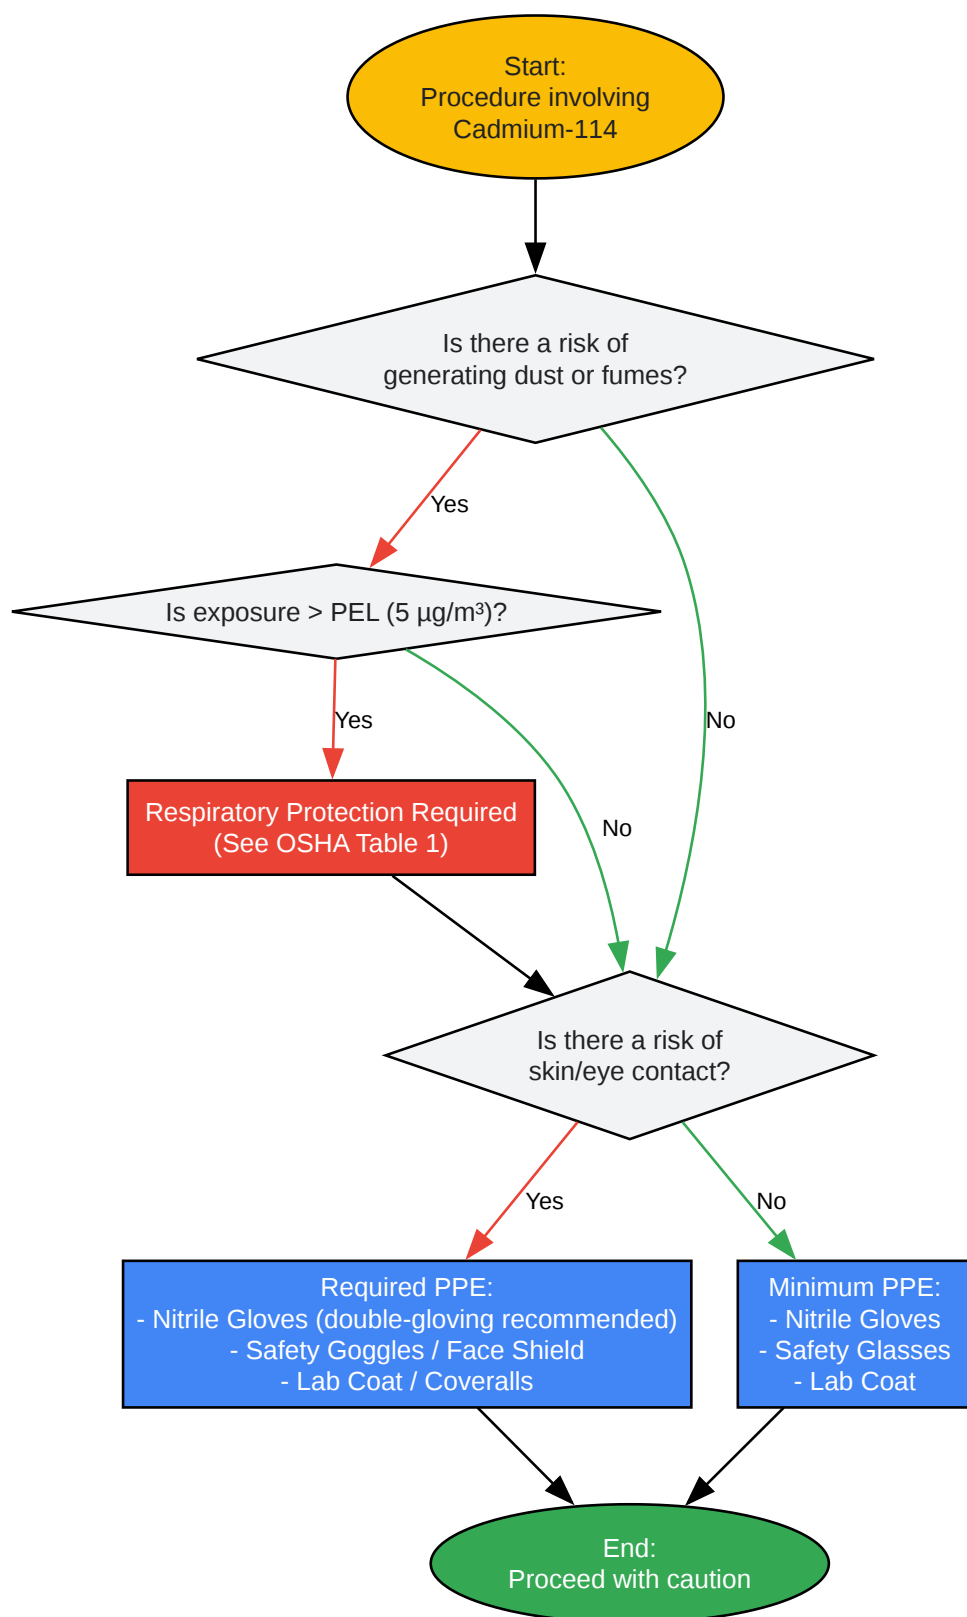 Start:
Procedure involving
Cadmium-114
Is there a risk of
generating dust or fumes?
Yes
Is exposure > PEL (5 µg/m³)?
Yes
No
Respiratory Protection Required
(See OSHA Table 1)
No
Is there a risk of
skin/eye contact?
Yes
No
Required PPE:
- Nitrile Gloves (double-gloving recommended)
- Safety Goggles / Face Shield
- Lab Coat / Coveralls
Minimum PPE:
- Nitrile Gloves
- Safety Glasses
- Lab Coat
End:
Proceed with caution